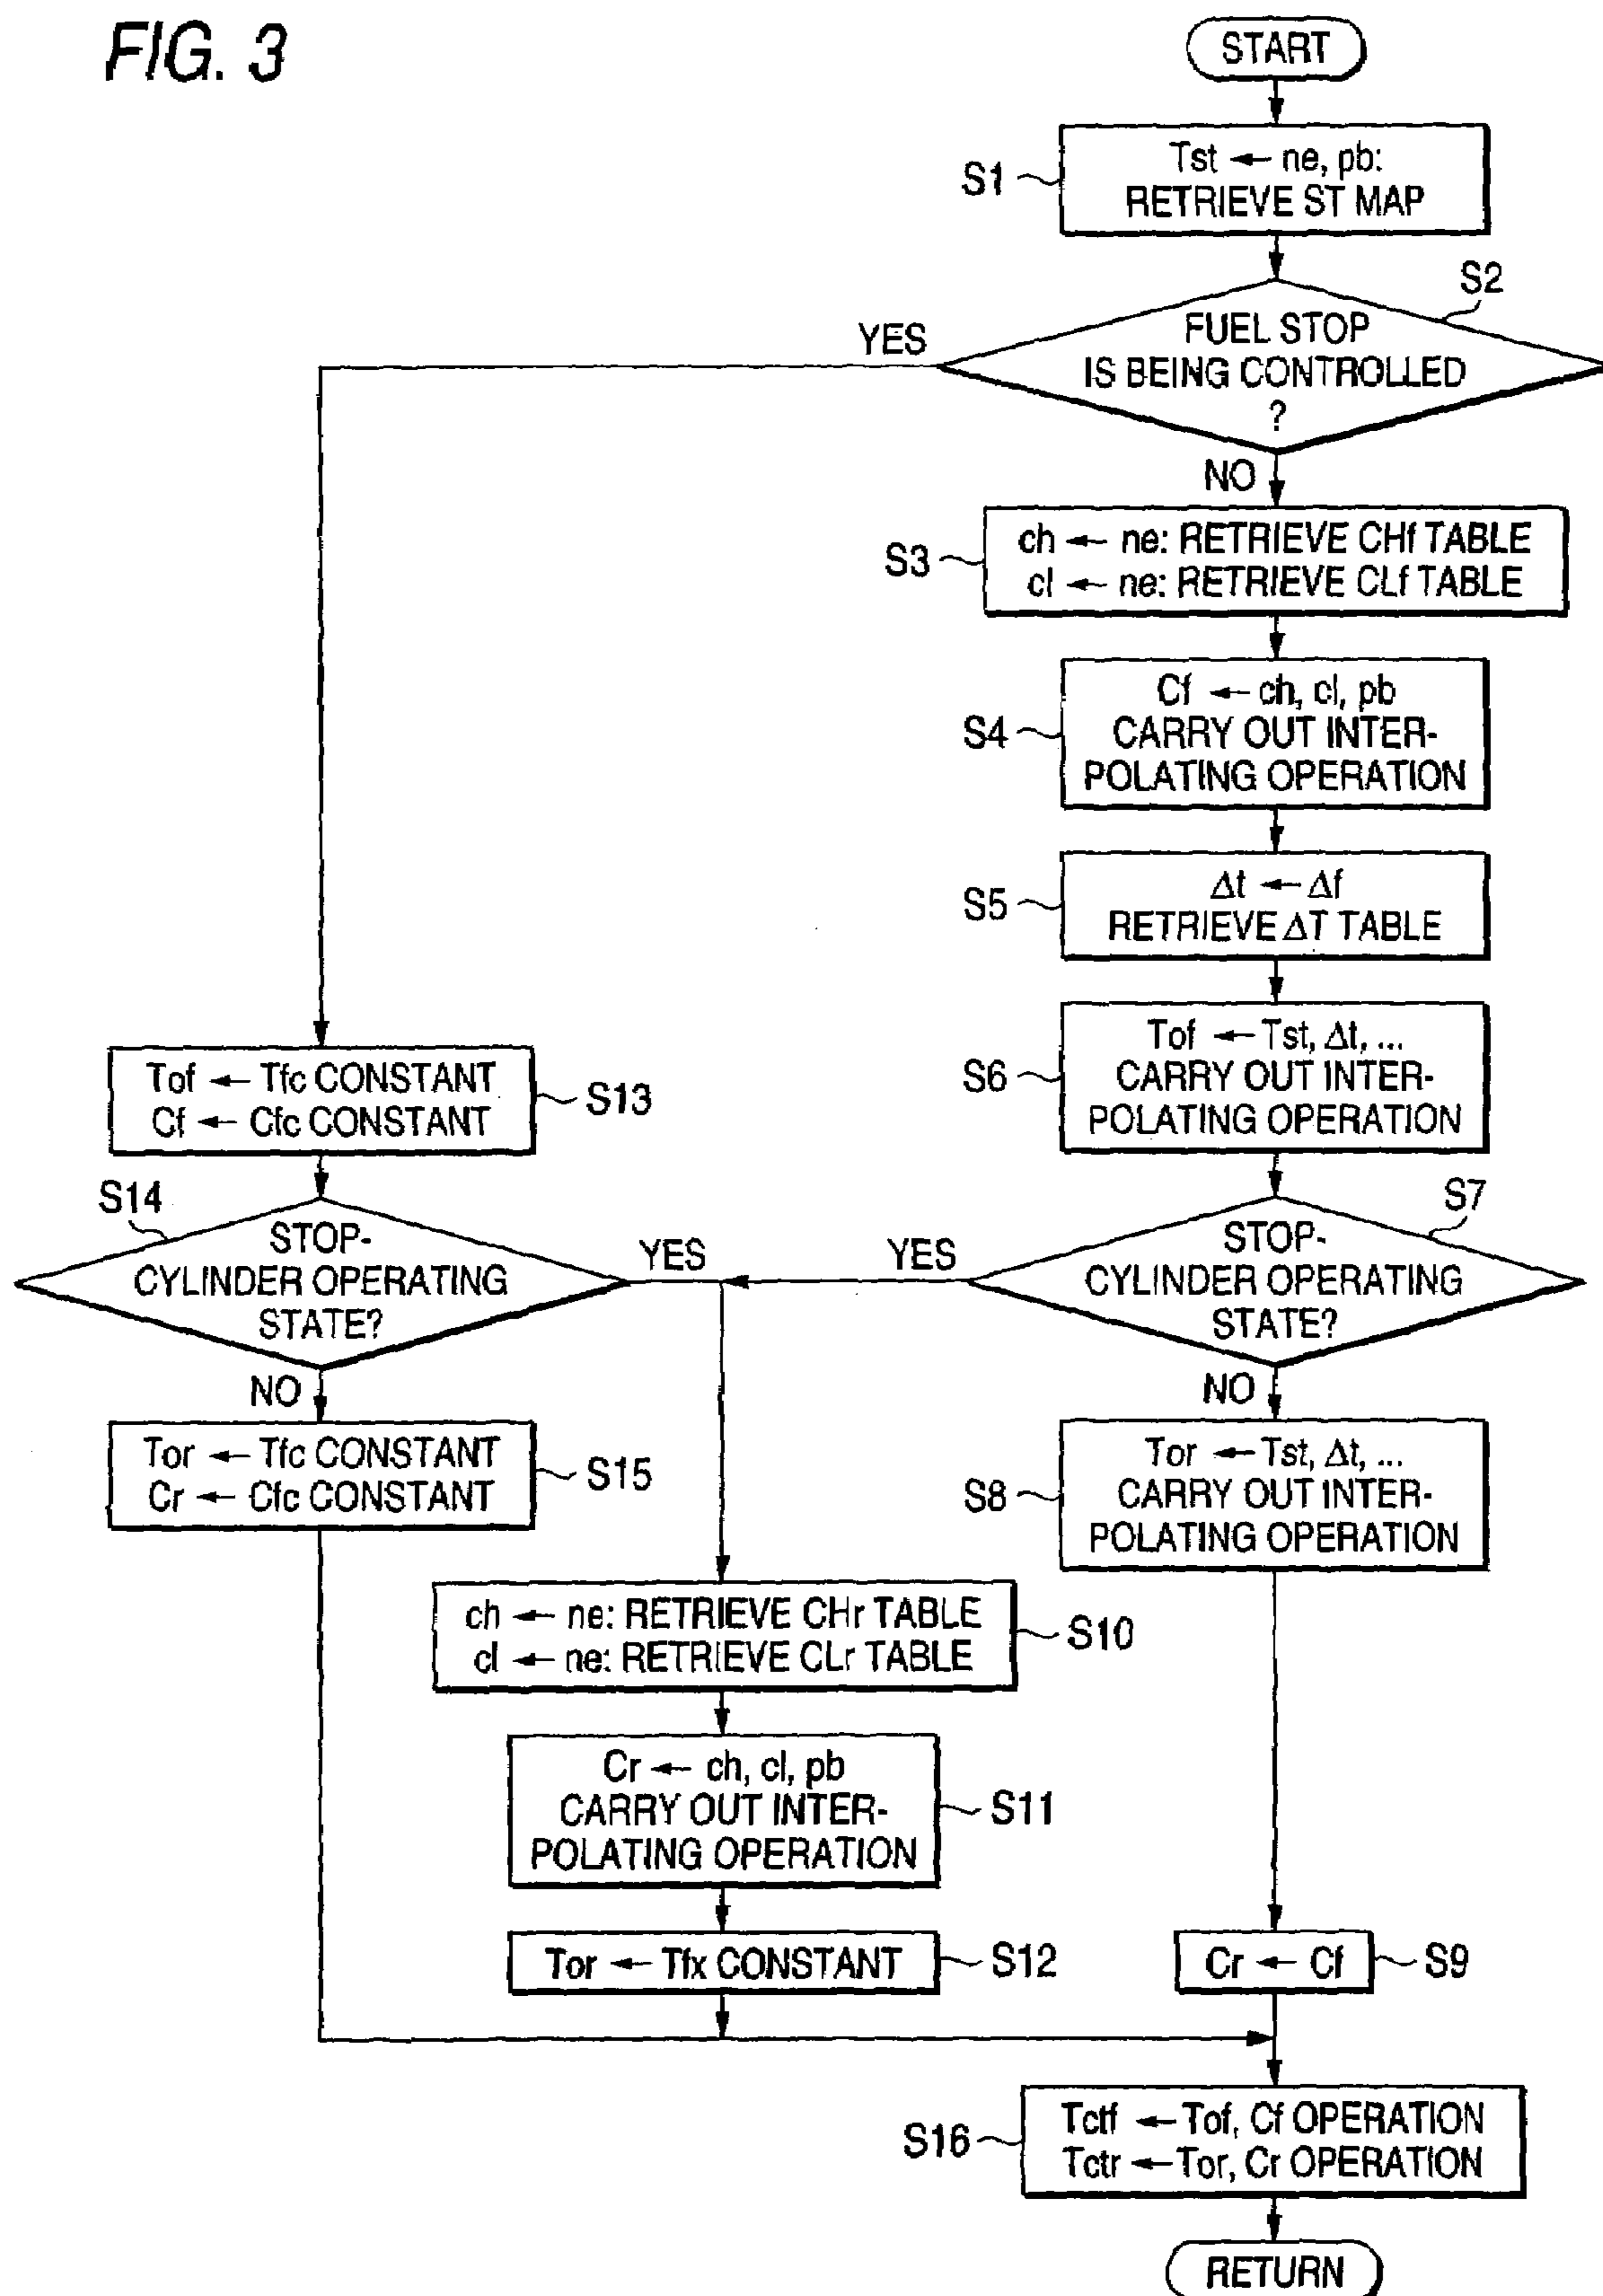 FIG. 3
START
S1
Tst ← ne, pb:
RETRIEVE ST MAP
S2
FUEL STOP
IS BEING CONTROLLED
?
YES
NO
S3
ch ← ne: RETRIEVE CHf TABLE
cl ← ne: RETRIEVE CLf TABLE
S4
Cf ← ch, cl, pb
CARRY OUT INTER-
POLATING OPERATION
S5
Δt ← Δf
RETRIEVE ΔT TABLE
S6
Tof ← Tst, Δt, ...
CARRY OUT INTER-
POLATING OPERATION
Tof ← Tfc CONSTANT
Cf ← Cfc CONSTANT
S13
S14
STOP-
CYLINDER OPERATING
STATE?
YES
NO
S7
STOP-
CYLINDER OPERATING
STATE?
YES
NO
Tor ← Tfc CONSTANT
Cr ← Cfc CONSTANT
S15
S8
Tor ← Tst, Δt, ...
CARRY OUT INTER-
POLATING OPERATION
ch ← ne: RETRIEVE CHr TABLE
cl ← ne: RETRIEVE CLr TABLE
S10
Cr ← ch, cl, pb
CARRY OUT INTER-
POLATING OPERATION
S11
Tor ← Tfx CONSTANT
S12
Cr ← Cf
S9
S16
Tctf ← Tof, Cf OPERATION
Tctr ← Tor, Cr OPERATION
RETURN